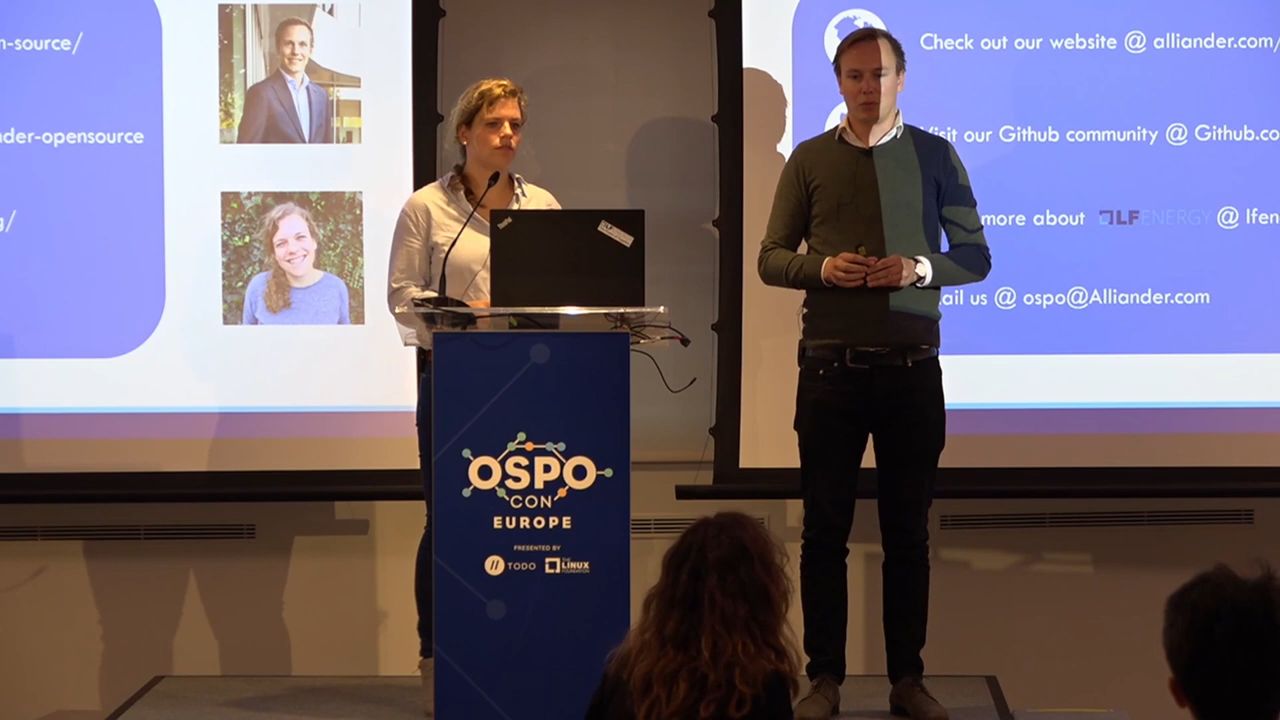 n-source/
der-opensource
g/
Check out our website @ alliander.com/
Visit our Github community @ Github.co
more about LF ENERGY @ lfen
ail us @ ospo@Alliander.com
ThinkPad
OSPO
CON
EUROPE
PRESENTED BY
TODO
THE
LINUX
FOUNDATION